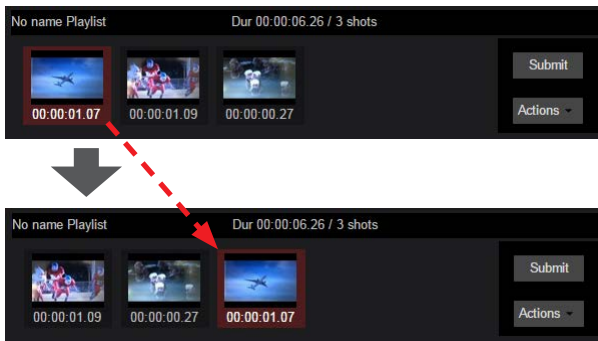 No name Playlist Dur 00:00:06.26 / 3 shots
Submit
00:00:01.07 00:00:01.09 00:00:00.27 Actions
No name Playlist Dur 00:00:06.26 / 3 shots
Submit
00:00:01.09 00:00:00.27 00:00:01.07 Actions